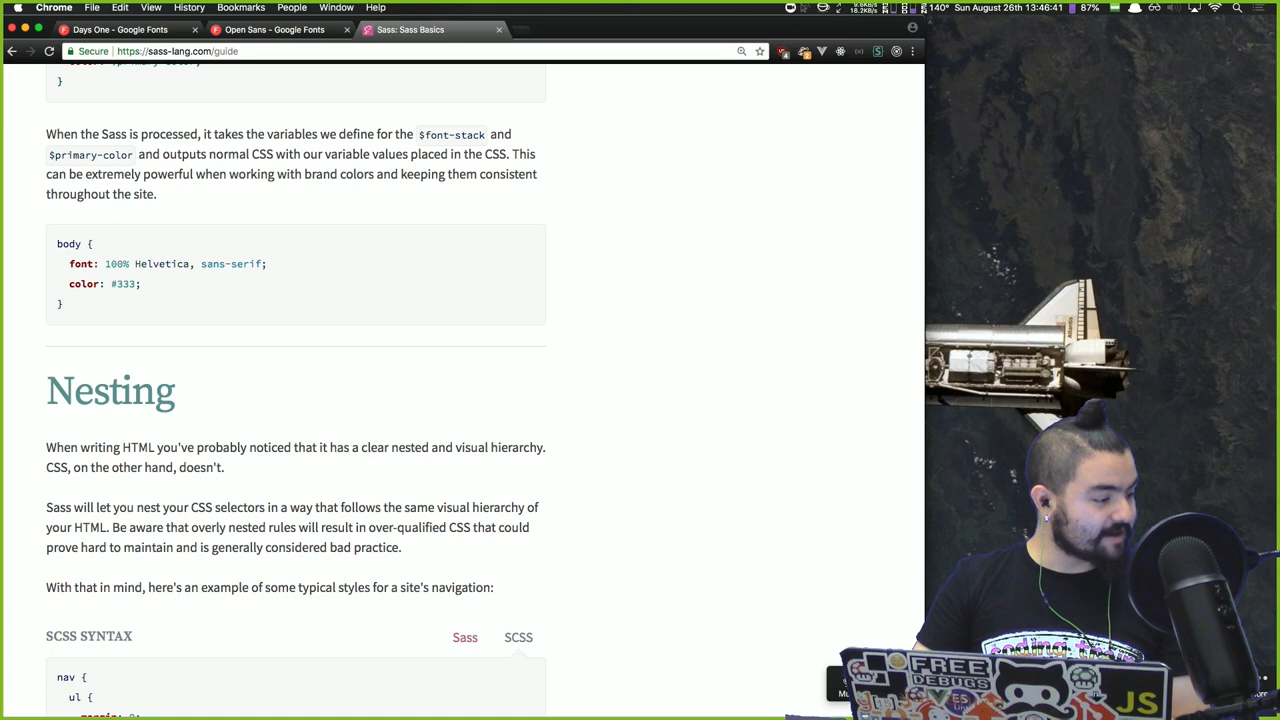 Chrome File Edit View History Bookmarks People Window Help
140° Sun August 26th 13:46:41 87%
Days One - Google Fonts
Open Sans - Google Fonts
Sass: Sass Basics
Secure https://sass-lang.com/guide
}
When the Sass is processed, it takes the variables we define for the $font-stack and
$primary-color and outputs normal CSS with our variable values placed in the CSS. This
can be extremely powerful when working with brand colors and keeping them consistent
throughout the site.
body {
font: 100% Helvetica, sans-serif;
color: #333;
}
Nesting
When writing HTML you've probably noticed that it has a clear nested and visual hierarchy.
CSS, on the other hand, doesn't.
Sass will let you nest your CSS selectors in a way that follows the same visual hierarchy of
your HTML. Be aware that overly nested rules will result in over-qualified CSS that could
prove hard to maintain and is generally considered bad practice.
With that in mind, here's an example of some typical styles for a site's navigation:
SCSS SYNTAX
Sass SCSS
nav {
ul {
Atlantis
FREE
DEBUGS
JS